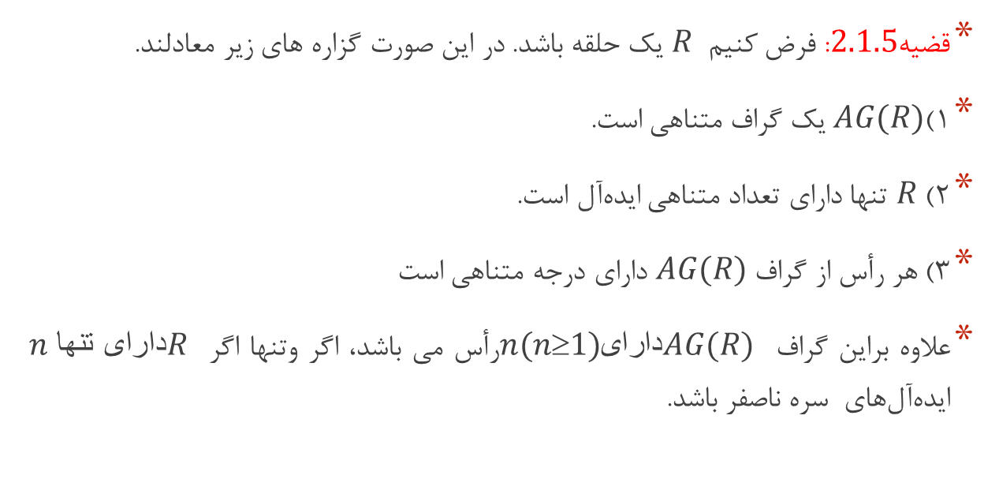 * قضیه2.1.5: فرض کنیم R یک حلقه باشد. در این صورت گزاره های زیر معادلند.
* ۱)AG(R) یک گراف متناهی است.
* ۲) R تنها دارای تعداد متناهی ایده‌آل است.
* ۳) هر رأس از گراف AG(R) دارای درجه متناهی است
* علاوه براین گراف AG(R)دارای n(n≥1)رأس می باشد، اگر وتنها اگر Rدارای تنها n
ایده‌آل‌های سره ناصفر باشد.